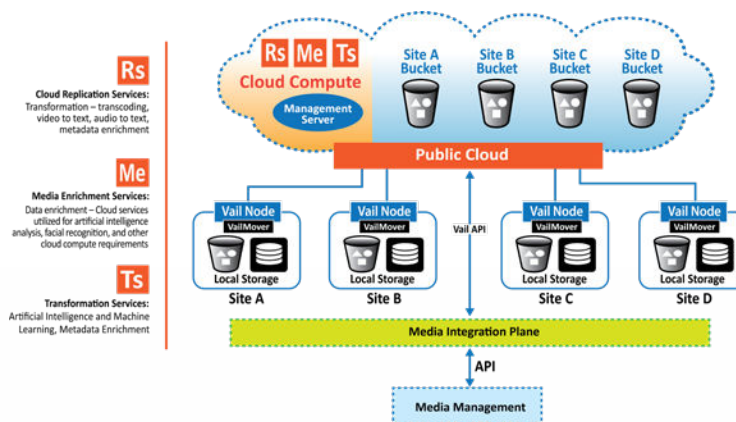 Rs
Cloud Replication Services:
Transformation – transcoding,
video to text, audio to text,
metadata enrichment
Me
Media Enrichment Services:
Data enrichment – Cloud services
utilized for artificial intelligence
analysis, facial recognition, and other
cloud compute requirements
Ts
Transformation Services:
Artificial Intelligence and Machine
Learning, Metadata Enrichment
Rs Me Ts
Cloud Compute
Management
Server
Site A
Bucket
Site B
Bucket
Site C
Bucket
Site D
Bucket
Public Cloud
Vail Node
VailMover
Local Storage
Site A
Vail Node
VailMover
Local Storage
Site B
Vail API
Vail Node
VailMover
Local Storage
Site C
Vail Node
VailMover
Local Storage
Site D
Media Integration Plane
API
Media Management